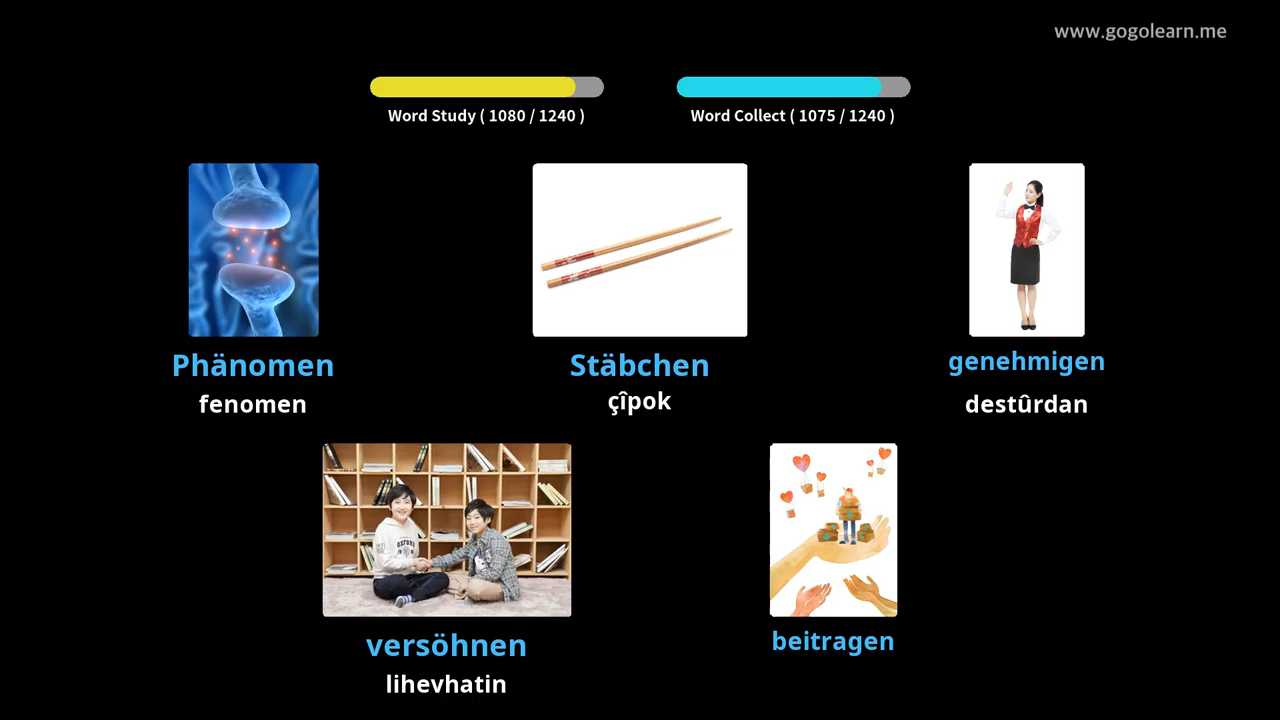 www.gogolearn.me
Word Study ( 1080 / 1240 )
Word Collect ( 1075 / 1240 )
Phänomen
fenomen
Stäbchen
çîpok
genehmigen
destûrdan
OXFORD
versöhnen
lihevhatin
beitragen